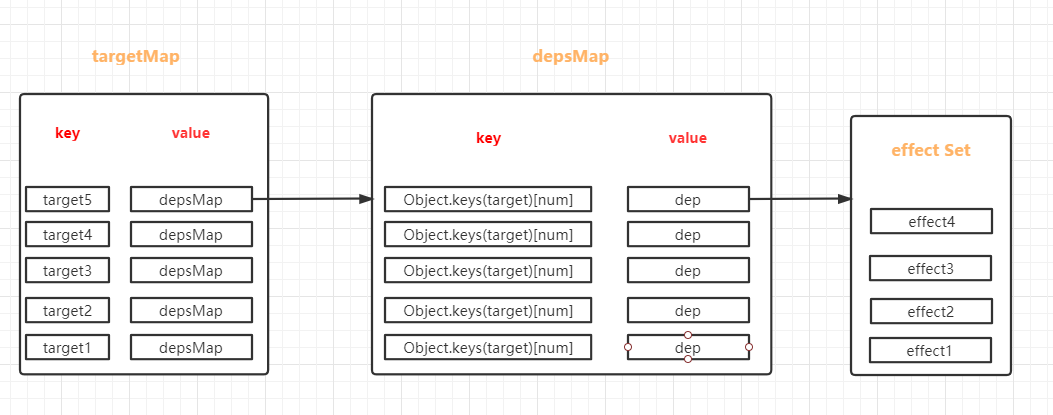 targetMap
depsMap
key value
key value
effect Set
target5 depsMap Object.keys(target)[num] dep
effect4
target4 depsMap Object.keys(target)[num] dep
target3 depsMap Object.keys(target)[num] dep
effect3
target2 depsMap Object.keys(target)[num] dep
effect2
target1 depsMap Object.keys(target)[num] dep
effect1